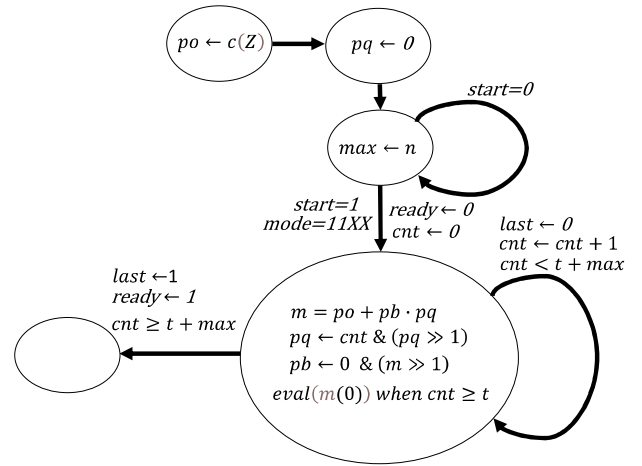 po ← c(Z)
pq ← 0
start=0
max ← n
start=1
mode=11XX
ready← 0
cnt ← 0
last ← 0
cnt ← cnt + 1
cnt < t + max
last ←1
ready← 1
cnt ≥ t + max
m = po + pb · pq
pq ← cnt & (pq ≫ 1)
pb ← 0 & (m ≫ 1)
eval(m(0)) when cnt ≥ t